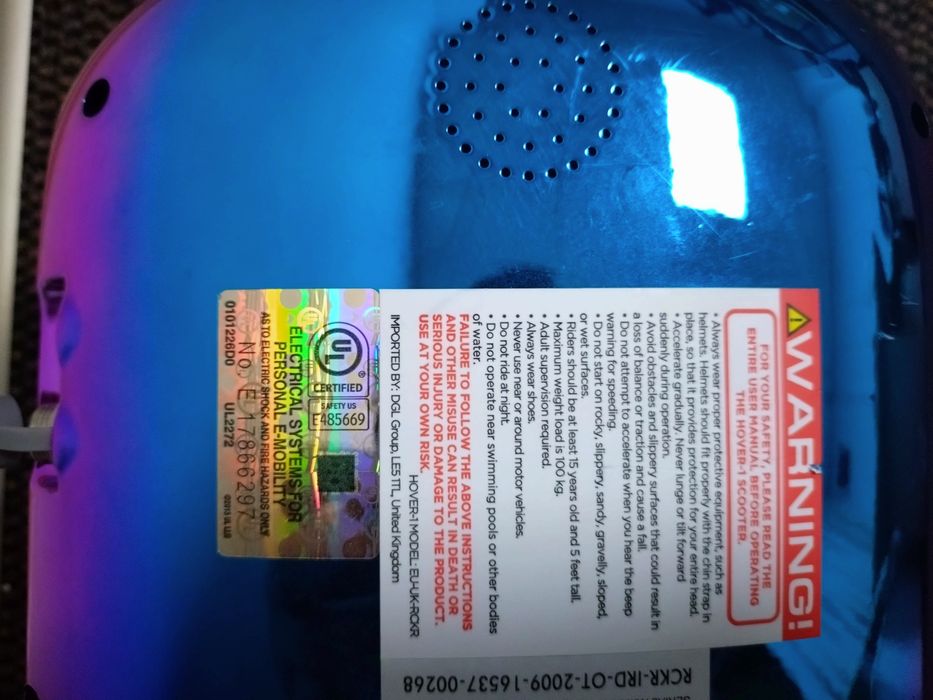 WARNING!
FOR YOUR SAFETY, PLEASE READ THE
ENTIRE USER MANUAL BEFORE OPERATING
THE HOVER-1 SCOOTER.
• Always wear proper protective equipment, such as
helmets. Helmets should fit properly with the chin strap in
place, so that it provides protection for your entire head.
• Accelerate gradually. Never lunge or tilt forward
suddenly during operation.
• Avoid obstacles and slippery surfaces that could result in
a loss of balance or traction and cause a fall.
• Do not attempt to accelerate when you hear the beep
warning for speeding.
• Do not start on rocky, slippery, sandy, gravelly, sloped,
or wet surfaces.
• Riders should be at least 15 years old and 5 feet tall.
• Maximum weight load is 100 kg.
• Adult supervision required.
• Always wear shoes.
• Never use near or around motor vehicles.
• Do not ride at night.
• Do not operate near swimming pools or other bodies
of water.
FAILURE TO FOLLOW THE ABOVE INSTRUCTIONS
AND OTHER MISUSE CAN RESULT IN DEATH OR
SERIOUS INJURY OR DAMAGE TO THE PRODUCT.
USE AT YOUR OWN RISK.
HOVER-1 MODEL: EU-UK-RCKR
IMPORTED BY: DGL Group, LE5 1TL, United Kingdom
UL ®
CERTIFIED
SAFETY US
E485669
ELECTRICAL SYSTEMS FOR
PERSONAL E-MOBILITY
AS TO ELECTRIC SHOCK AND FIRE HAZARDS ONLY
No. ED 7866297
0101226D0 UL2272 ©2013 UL LLC
RCKR-IRD-OT-2009-16537-00268